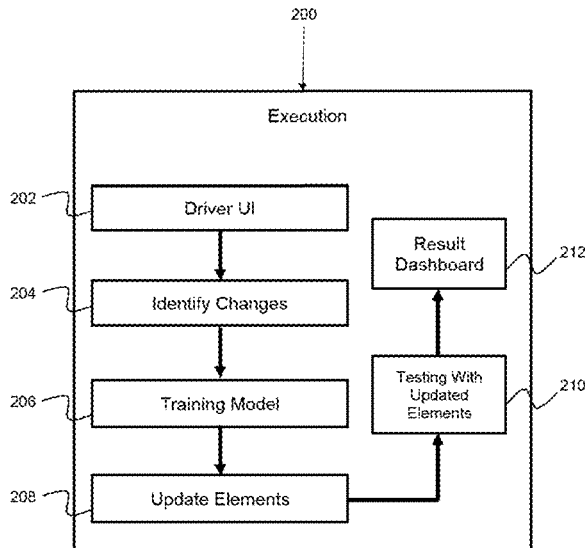 200
Execution
202
Driver UI
204
Identify Changes
206
Training Model
208
Update Elements
Result
Dashboard
212
Testing With
Updated
Elements
210